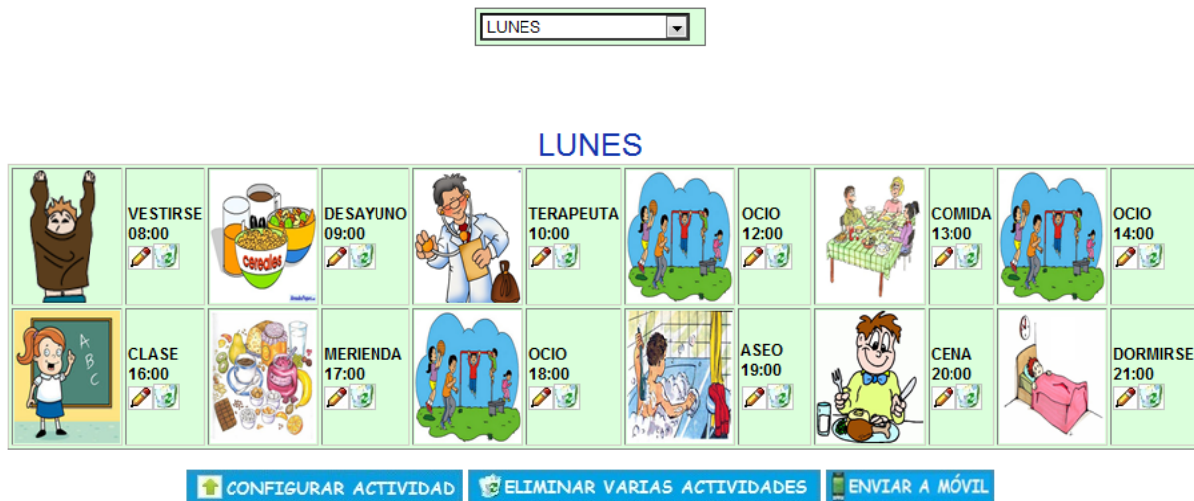 LUNES
LUNES
VESTIRSE
08:00
cereales
DESAYUNO
09:00
TERAPEUTA
10:00
OCIO
12:00
COMIDA
13:00
OCIO
14:00
A
B
C
CLASE
16:00
MERIENDA
17:00
OCIO
18:00
ASEO
19:00
CENA
20:00
DORMIRSE
21:00
CONFIGURAR ACTIVIDAD
ELIMINAR VARIAS ACTIVIDADES
ENVIAR A MÓVIL